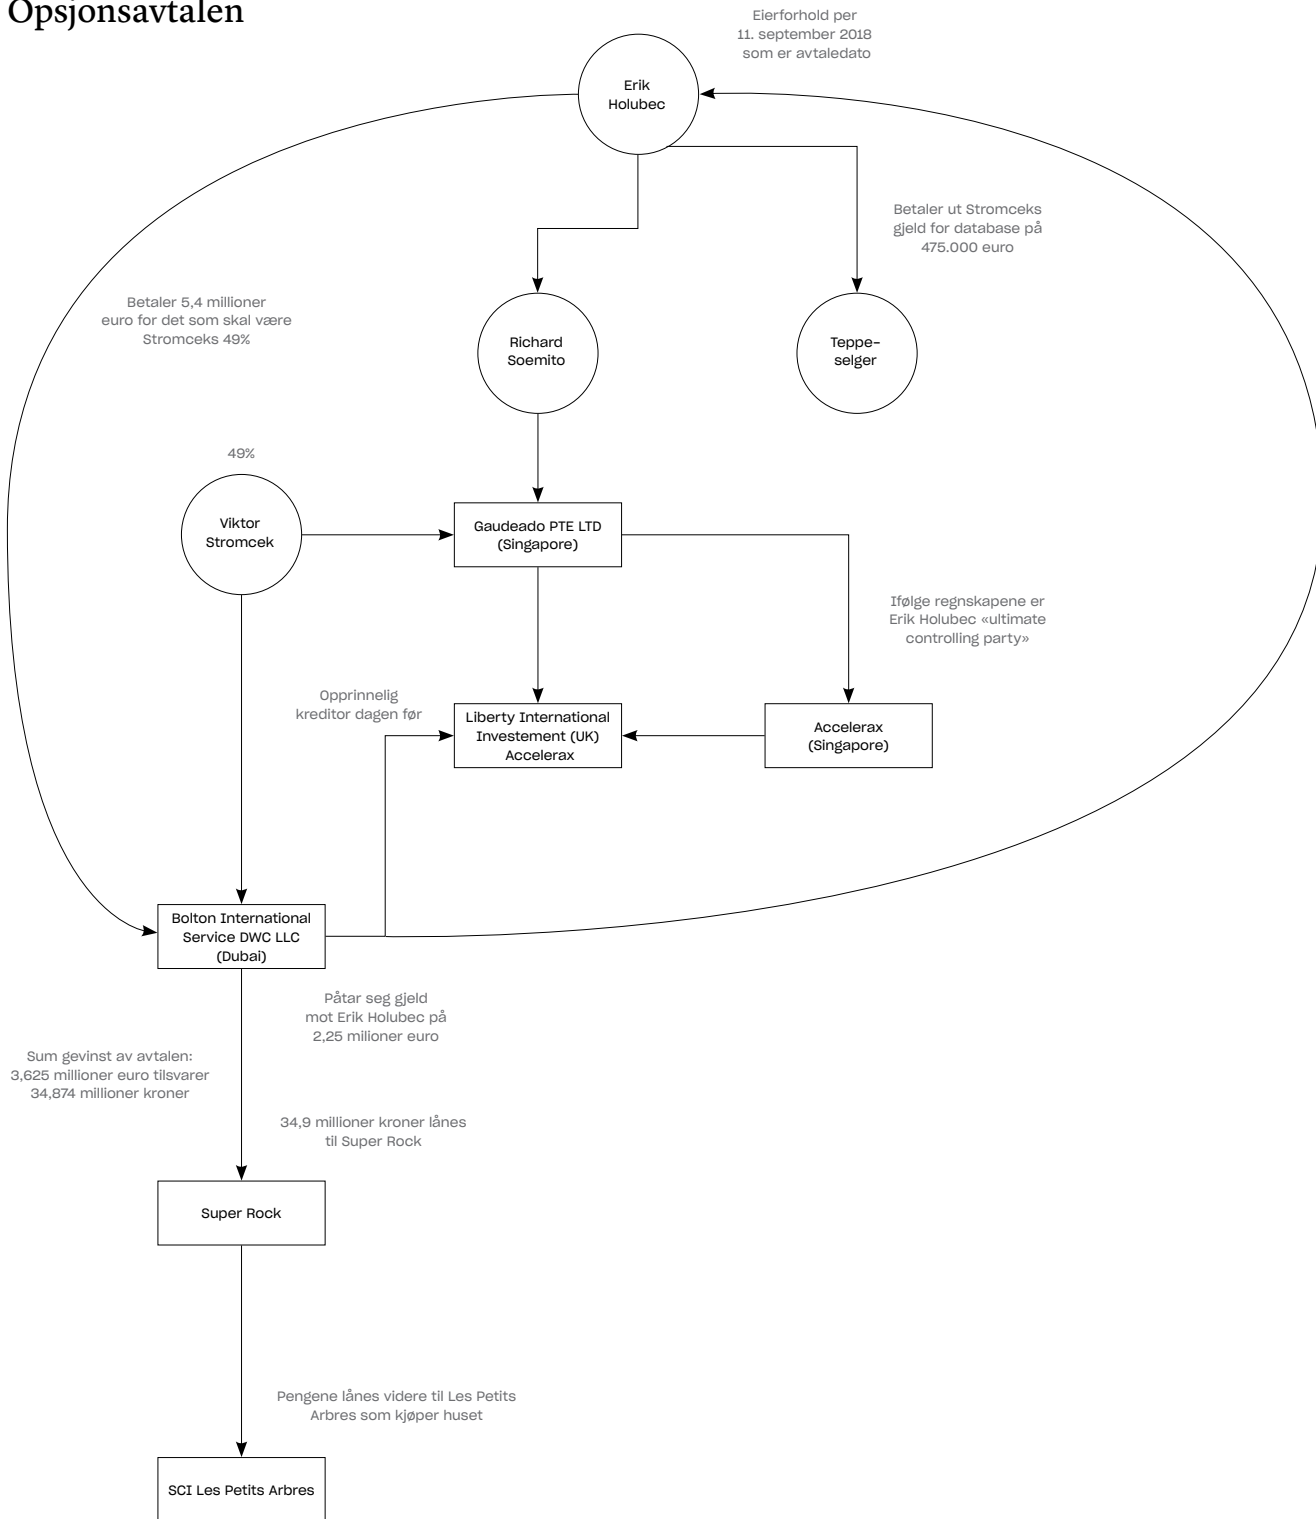 Opsjonsavtalen
Eierforhold per
11. september 2018
som er avtaledato
Erik
Holubec
Betaler ut Stromceks
gjeld for database på
475.000 euro
Betaler 5,4 millioner
euro for det som skal være
Stromceks 49%
Richard
Soemito
Teppe-
selger
49%
Viktor
Stromcek
Gaudeado PTE LTD
(Singapore)
Ifølge regnskapene er
Erik Holubec «ultimate
controlling party»
Opprinnelig
kreditor dagen før
Liberty International
Investement (UK)
Accelerax
Accelerax
(Singapore)
Bolton International
Service DWC LLC
(Dubai)
Påtar seg gjeld
mot Erik Holubec på
2,25 milioner euro
Sum gevinst av avtalen:
3,625 millioner euro tilsvarer
34,874 millioner kroner
34,9 millioner kroner lånes
til Super Rock
Super Rock
Pengene lånes videre til Les Petits
Arbres som kjøper huset
SCI Les Petits Arbres